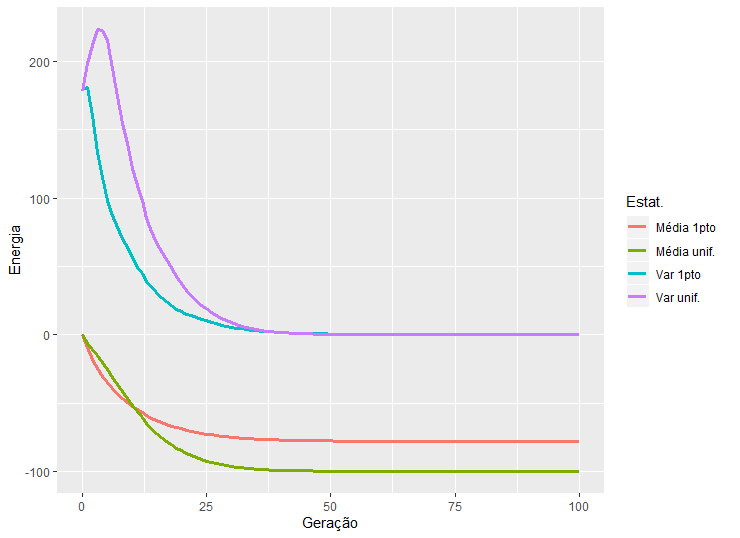 Energia
200
100
0
-100
0
25
50
75
100
Geração
Estat.
Média 1pto
Média unif.
Var 1pto
Var unif.